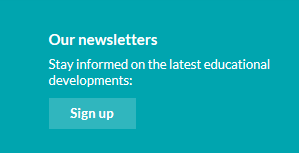 Our newsletters
Stay informed on the latest educational
developments:
Sign up